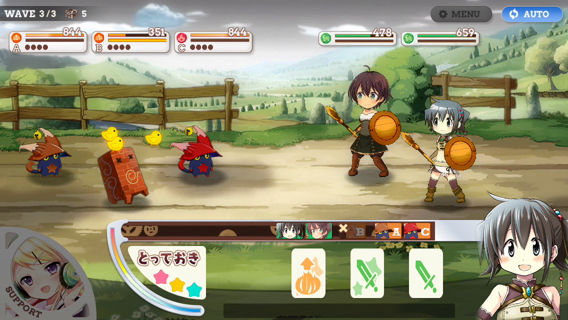 WAVE 3/3 5
MENU
AUTO
844 351 844
A B C
478 659
B A C
とっておき
SUPPORT